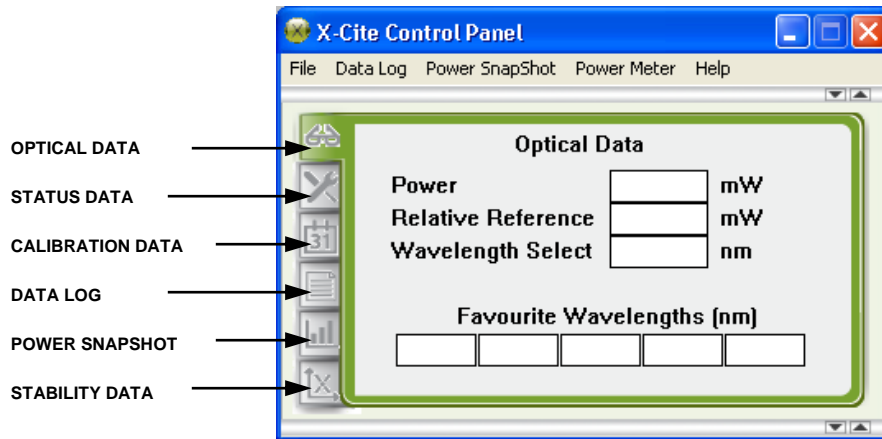 X-Cite Control Panel
File Data Log Power SnapShot Power Meter Help
OPTICAL DATA
STATUS DATA
CALIBRATION DATA
DATA LOG
POWER SNAPSHOT
STABILITY DATA
31
X
Optical Data
Power mW
Relative Reference mW
Wavelength Select nm
Favourite Wavelengths (nm)